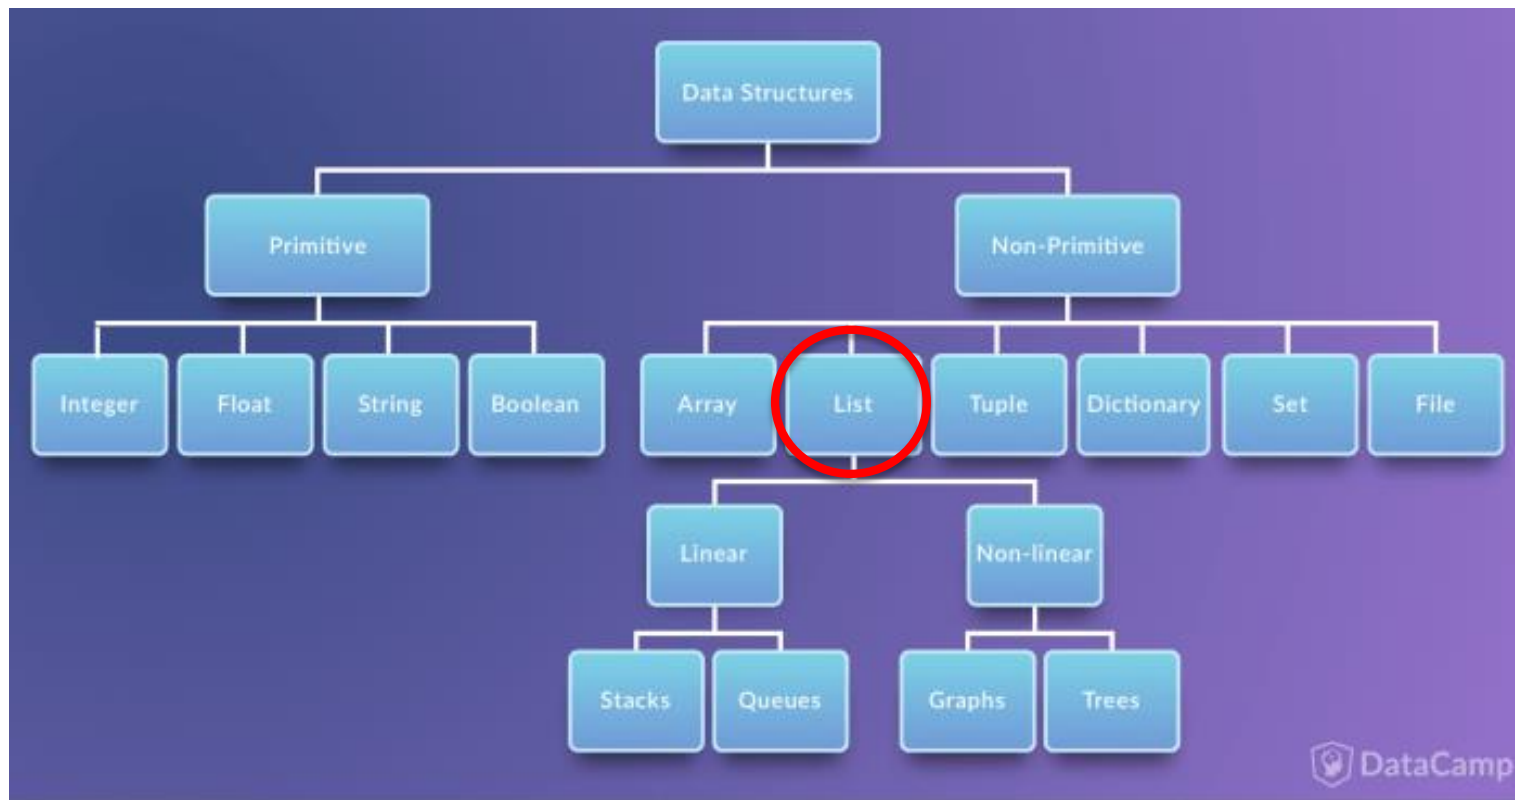 Data Structures
Primitive
Non-Primitive
Integer
Float
String
Boolean
Array
List
Tuple
Dictionary
Set
File
Linear
Non-linear
Stacks
Queues
Graphs
Trees
DataCamp